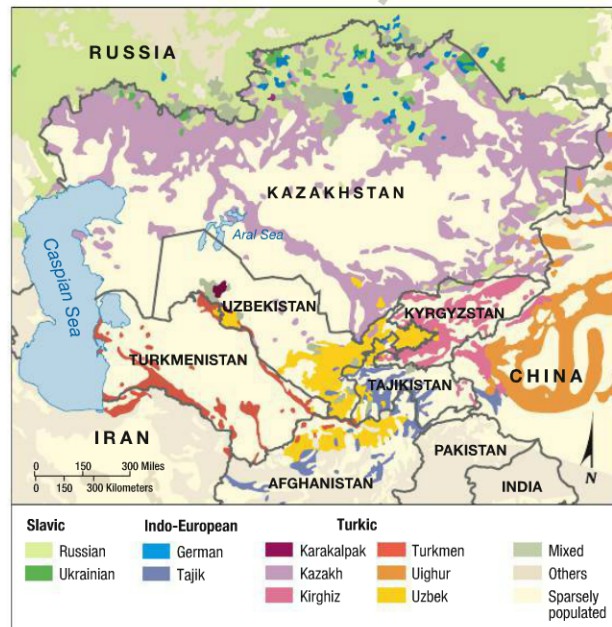 RUSSIA
KAZAKHSTAN
Aral Sea
Caspian Sea
UZBEKISTAN
KYRGYZSTAN
TURKMENISTAN
TAJIKISTAN
CHINA
IRAN
PAKISTAN
AFGHANISTAN
INDIA
0 150 300 Miles
0 150 300 Kilometers
N
Slavic
Russian
Ukrainian
Indo-European
German
Tajik
Turkic
Karakalpak
Kazakh
Kirghiz
Turkmen
Uighur
Uzbek
Mixed
Others
Sparsely
populated